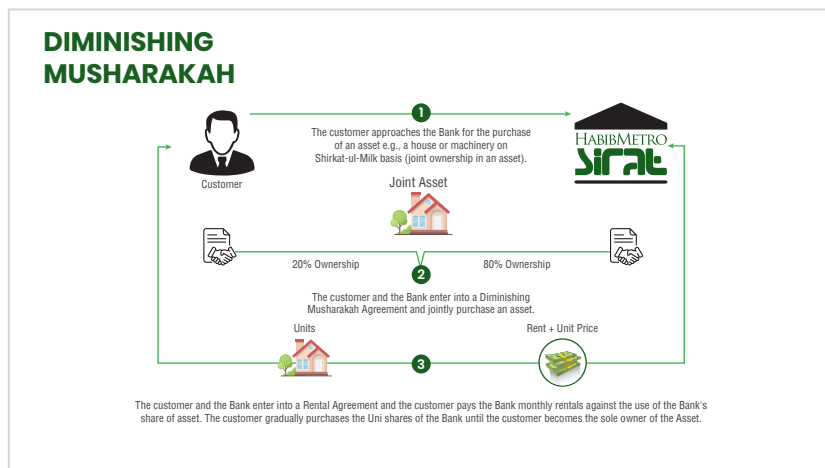 DIMINISHING
MUSHARAKAH
1
The customer approaches the Bank for the purchase
of an asset e.g., a house or machinery on
Shirkat-ul-Milk basis (joint ownership in an asset).
Customer
HABIBMETRO
Sirat
Joint Asset
20% Ownership
80% Ownership
2
The customer and the Bank enter into a Diminishing
Musharakah Agreement and jointly purchase an asset.
Units
Rent + Unit Price
3
The customer and the Bank enter into a Rental Agreement and the customer pays the Bank monthly rentals against the use of the Bank's
share of asset. The customer gradually purchases the Uni shares of the Bank until the customer becomes the sole owner of the Asset.